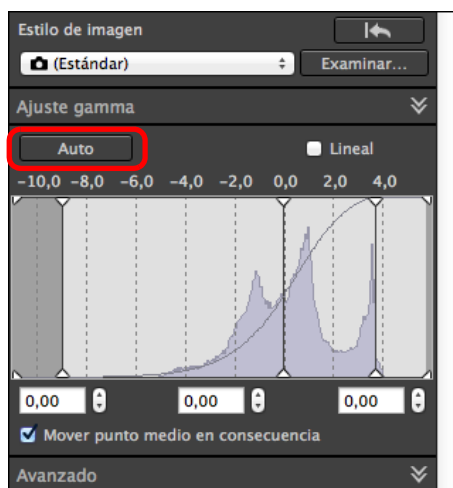 Estilo de imagen
(Estándar)
Examinar...
Ajuste gamma
Auto
Lineal
-10,0 -8,0 -6,0 -4,0 -2,0 0,0 2,0 4,0
0,00 0,00 0,00
Mover punto medio en consecuencia
Avanzado